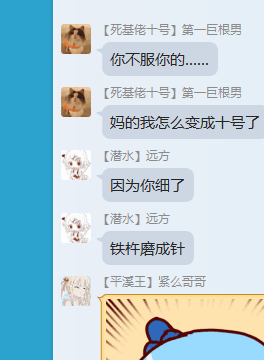 【死基佬十号】第一巨根男
你不服你的......
【死基佬十号】第一巨根男
妈的我怎么变成十号了
【潜水】远方
因为你细了
【潜水】远方
铁杵磨成针
【平溪王】紧么哥哥